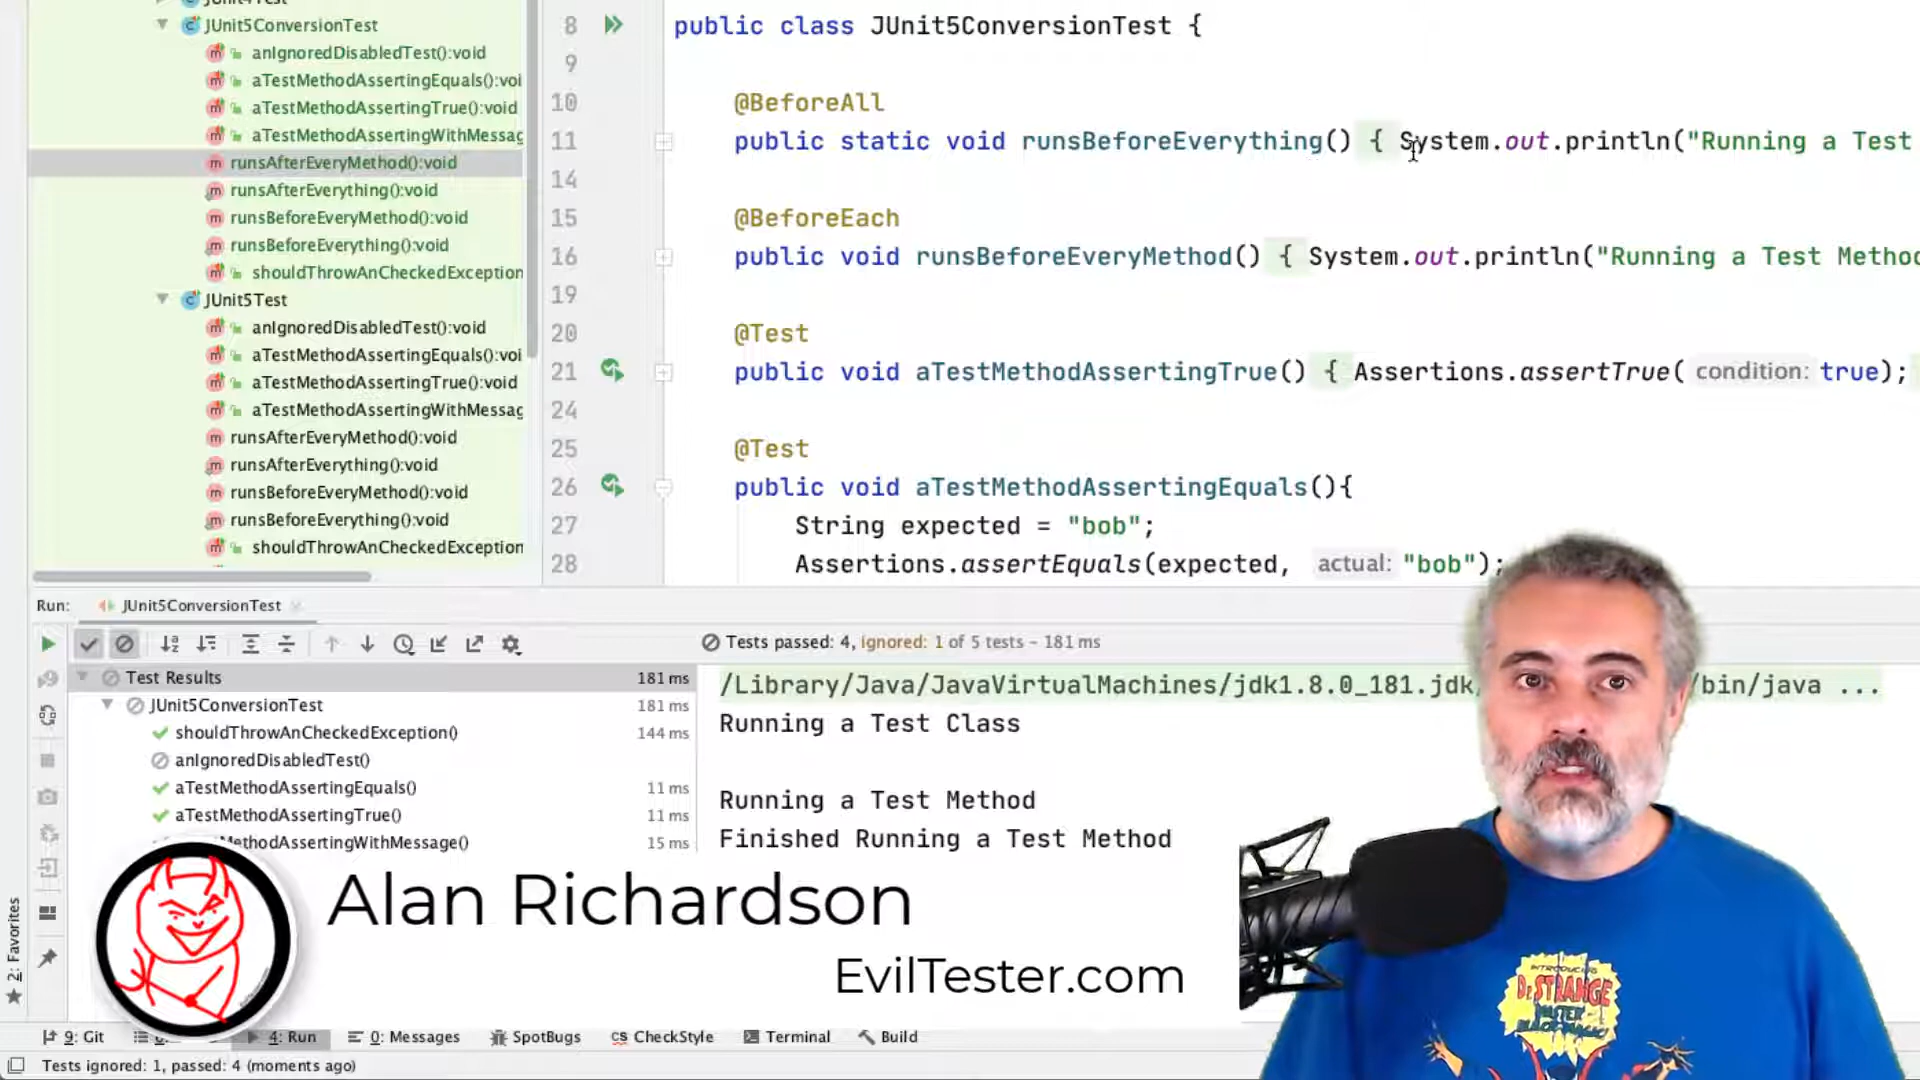 JUnit5ConversionTest
anIgnoredDisabledTest():void
aTestMethodAssertingEquals():voi
aTestMethodAssertingTrue():void
aTestMethodAssertingWithMessag
runsAfterEveryMethod():void
runsAfterEverything():void
runsBeforeEveryMethod():void
runsBeforeEverything():void
shouldThrowAnCheckedException
JUnit5Test
anIgnoredDisabledTest():void
aTestMethodAssertingEquals():voi
aTestMethodAssertingTrue():void
aTestMethodAssertingWithMessag
runsAfterEveryMethod():void
runsAfterEverything():void
runsBeforeEveryMethod():void
runsBeforeEverything():void
shouldThrowAnCheckedException
8 public class JUnit5ConversionTest {
9
10 @BeforeAll
11 public static void runsBeforeEverything() { System.out.println("Running a Test
14
15 @BeforeEach
16 public void runsBeforeEveryMethod() { System.out.println("Running a Test Metho
19
20 @Test
21 public void aTestMethodAssertingTrue() { Assertions.assertTrue( condition: true);
24
25 @Test
26 public void aTestMethodAssertingEquals(){
27 String expected = "bob";
28 Assertions.assertEquals(expected, actual: "bob");
Run: JUnit5ConversionTest
Tests passed: 4, ignored: 1 of 5 tests – 181 ms
Test Results 181 ms
JUnit5ConversionTest 181 ms
shouldThrowAnCheckedException() 144 ms
anIgnoredDisabledTest()
aTestMethodAssertingEquals() 11 ms
aTestMethodAssertingTrue() 11 ms
MethodAssertingWithMessage() 15 ms
/Library/Java/JavaVirtualMachines/jdk1.8.0_181.jdk/ /bin/java ...
Running a Test Class
Running a Test Method
Finished Running a Test Method
Alan Richardson
EvilTester.com
INTRODUCING
DR STRANGE
MASTER
BLACK MAGIC!
2: Favorites
9: Git
4: Run
0: Messages
SpotBugs
CS CheckStyle
Terminal
Build
Tests ignored: 1, passed: 4 (moments ago)